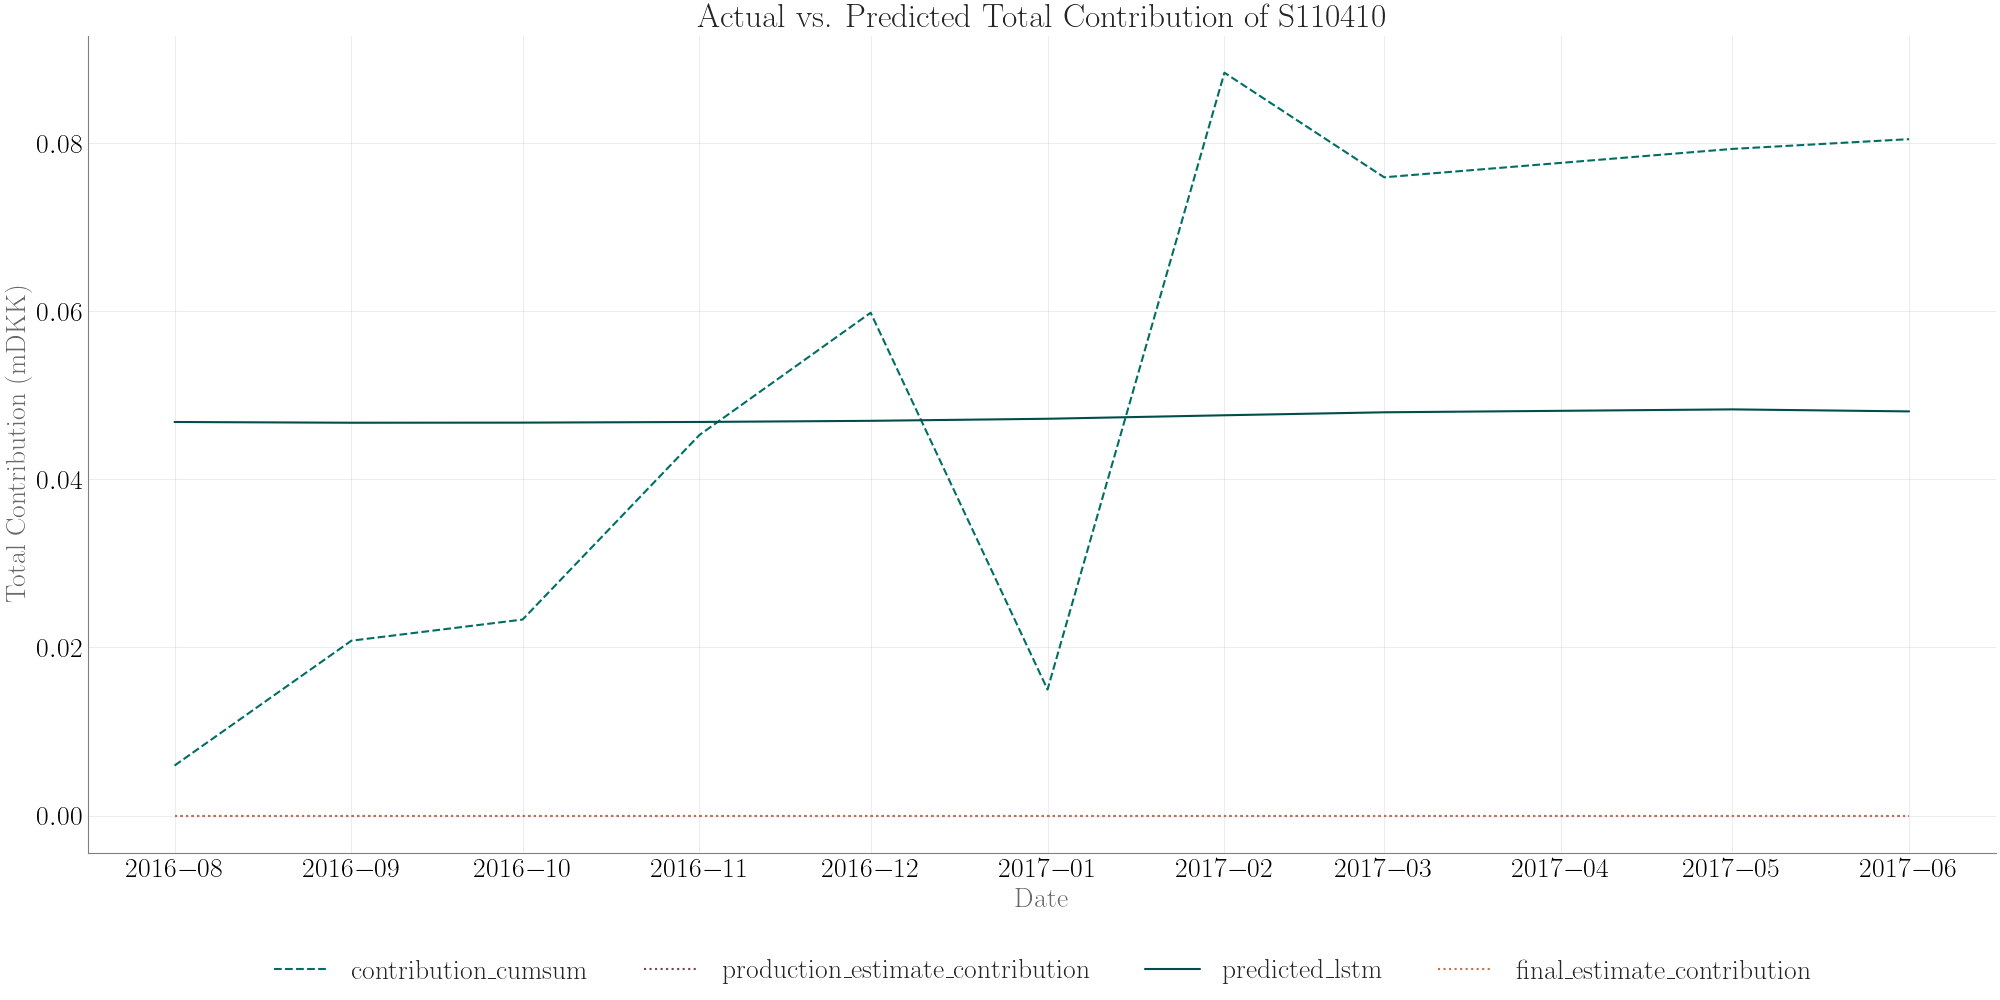 Actual vs. Predicted Total Contribution of S110410
Total Contribution (mDKK)
0.08
0.06
0.04
0.02
0.00
2016–08 2016–09 2016–10 2016–11 2016–12 2017–01 2017–02 2017–03 2017–04 2017–05 2017–06
Date
contribution_cumsum production_estimate_contribution predicted_lstm final_estimate_contribution